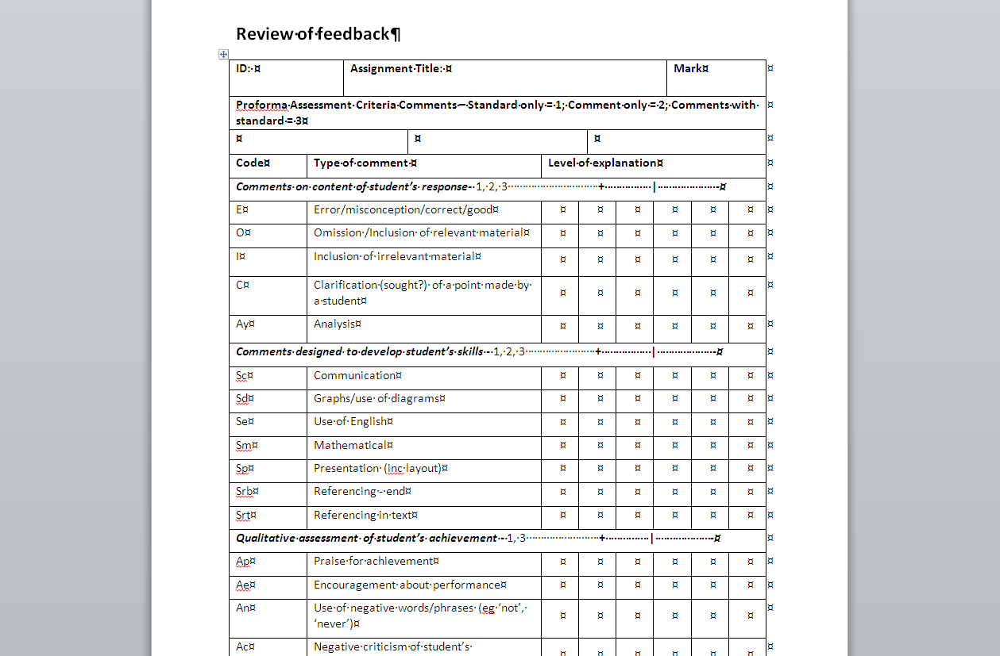 Review of feedback¶
ID: ¤ Assignment Title: ¤ Mark¤
Proforma Assessment Criteria Comments – Standard only = 1; Comment only = 2; Comments with
standard = 3¤
¤ ¤ ¤
Code¤ Type of comment ¤ Level of explanation¤
Comments on content of student’s response - 1, 2, 3 + | -¤
E¤ Error/misconception/correct/good¤ ¤ ¤ ¤ ¤ ¤ ¤
O¤ Omission /Inclusion of relevant material¤ ¤ ¤ ¤ ¤ ¤ ¤
I¤ Inclusion of irrelevant material¤ ¤ ¤ ¤ ¤ ¤ ¤
C¤ Clarification (sought?) of a point made by
a student¤ ¤ ¤ ¤ ¤ ¤ ¤
Ay¤ Analysis¤ ¤ ¤ ¤ ¤ ¤ ¤
Comments designed to develop student’s skills - 1, 2, 3 + | -¤
Sc¤ Communication¤ ¤ ¤ ¤ ¤ ¤ ¤
Sd¤ Graphs/use of diagrams¤ ¤ ¤ ¤ ¤ ¤ ¤
Se¤ Use of English¤ ¤ ¤ ¤ ¤ ¤ ¤
Sm¤ Mathematical¤ ¤ ¤ ¤ ¤ ¤ ¤
Sp¤ Presentation (inc layout)¤ ¤ ¤ ¤ ¤ ¤ ¤
Srb¤ Referencing - end¤ ¤ ¤ ¤ ¤ ¤ ¤
Srt¤ Referencing in text¤ ¤ ¤ ¤ ¤ ¤ ¤
Qualitative assessment of student’s achievement - 1, 3 + | -¤
Ap¤ Praise for achievement¤ ¤ ¤ ¤ ¤ ¤ ¤
Ae¤ Encouragement about performance¤ ¤ ¤ ¤ ¤ ¤ ¤
An¤ Use of negative words/phrases (eg ‘not’,
‘never’)¤ ¤ ¤ ¤ ¤ ¤ ¤
Ac¤ Negative criticism of student’s